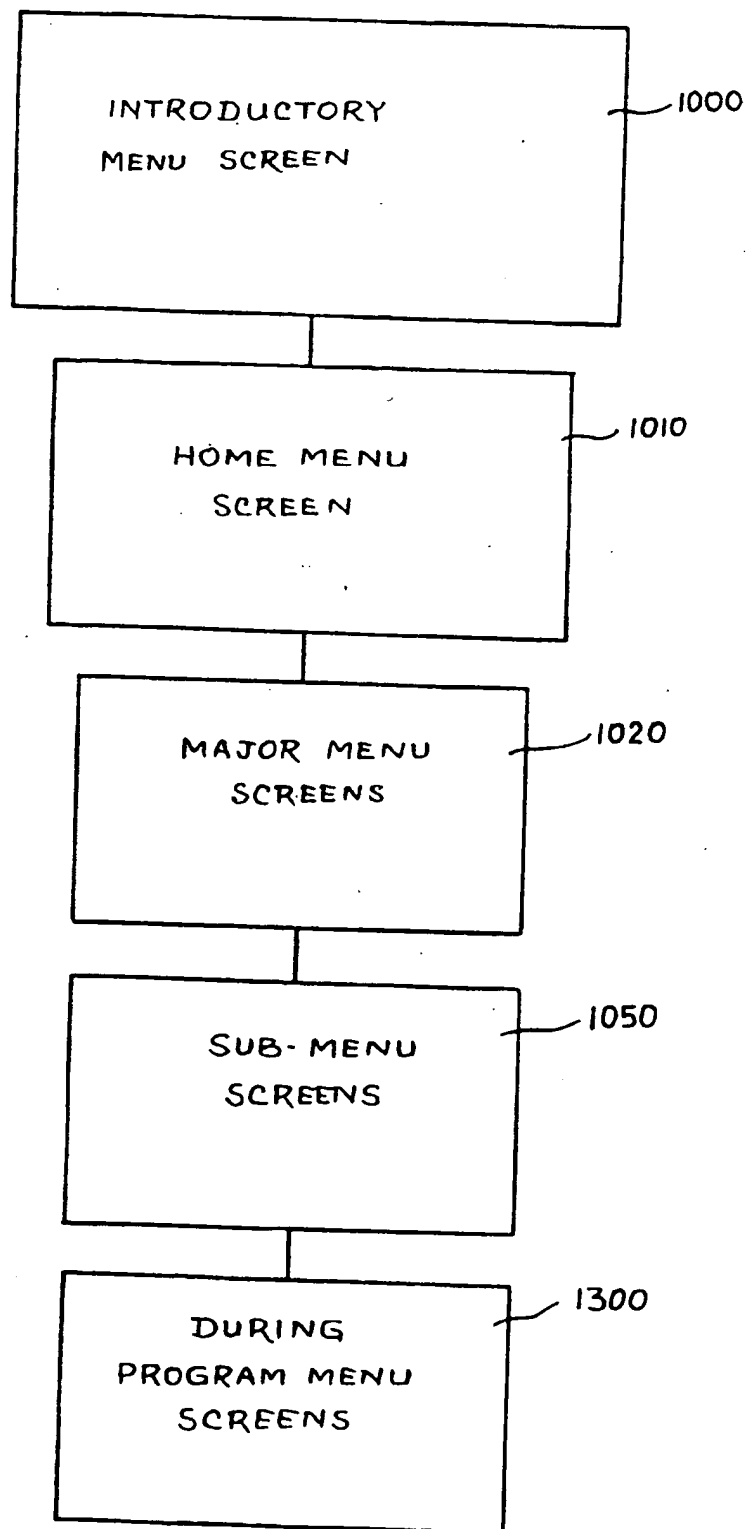 INTRODUCTORY
MENU SCREEN
1000
HOME MENU
SCREEN
1010
MAJOR MENU
SCREENS
1020
SUB-MENU
SCREENS
1050
DURING
PROGRAM MENU
SCREENS
1300